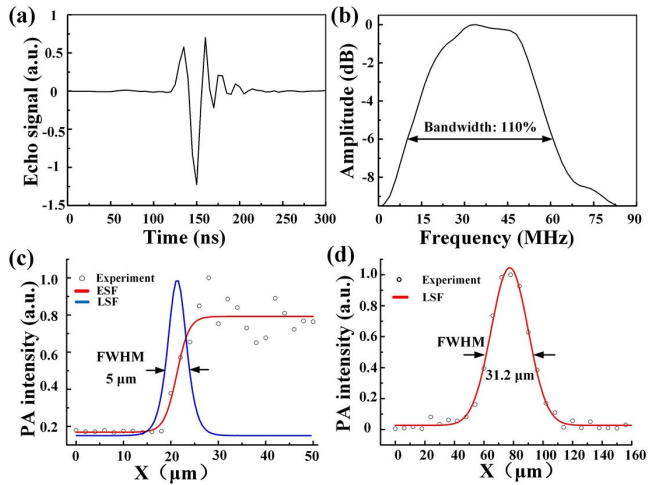 (a)
Echo signal (a.u.)
1
0.5
0
-0.5
-1
-1.5
0 50 100 150 200 250 300
Time (ns)
(b)
Amplitude (dB)
0
-2
-4
-6
-8
Bandwidth: 110%
0 15 30 45 60 75 90
Frequency (MHz)
(c)
PA intensity (a.u.)
1.0
0.8
0.6
0.4
0.2
Experiment
ESF
LSF
FWHM
5 μm
0 10 20 30 40 50
X (μm)
(d)
PA intensity (a.u.)
1.0
0.8
0.6
0.4
0.2
0.0
Experiment
LSF
FWHM
31.2 μm
0 20 40 60 80 100 120 140 160
X (μm)